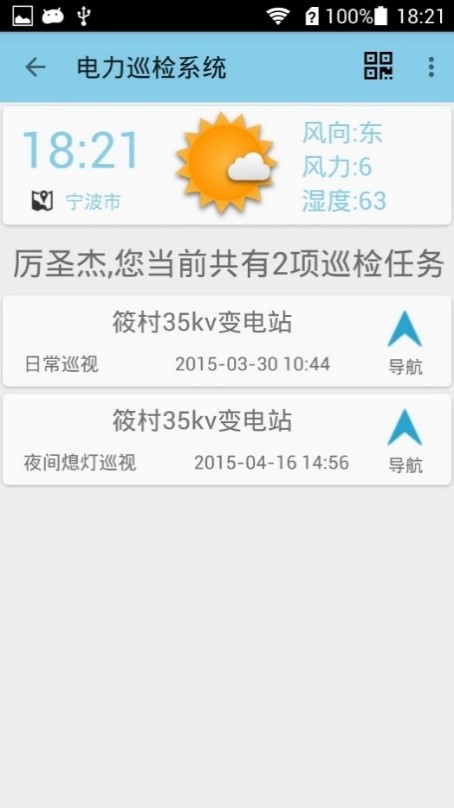 100% 18:21
电力巡检系统
18:21
宁波市
风向:东
风力:6
湿度:63
厉圣杰,您当前共有2项巡检任务
筱村35kv变电站
日常巡视 2015-03-30 10:44
导航
筱村35kv变电站
夜间熄灯巡视 2015-04-16 14:56
导航